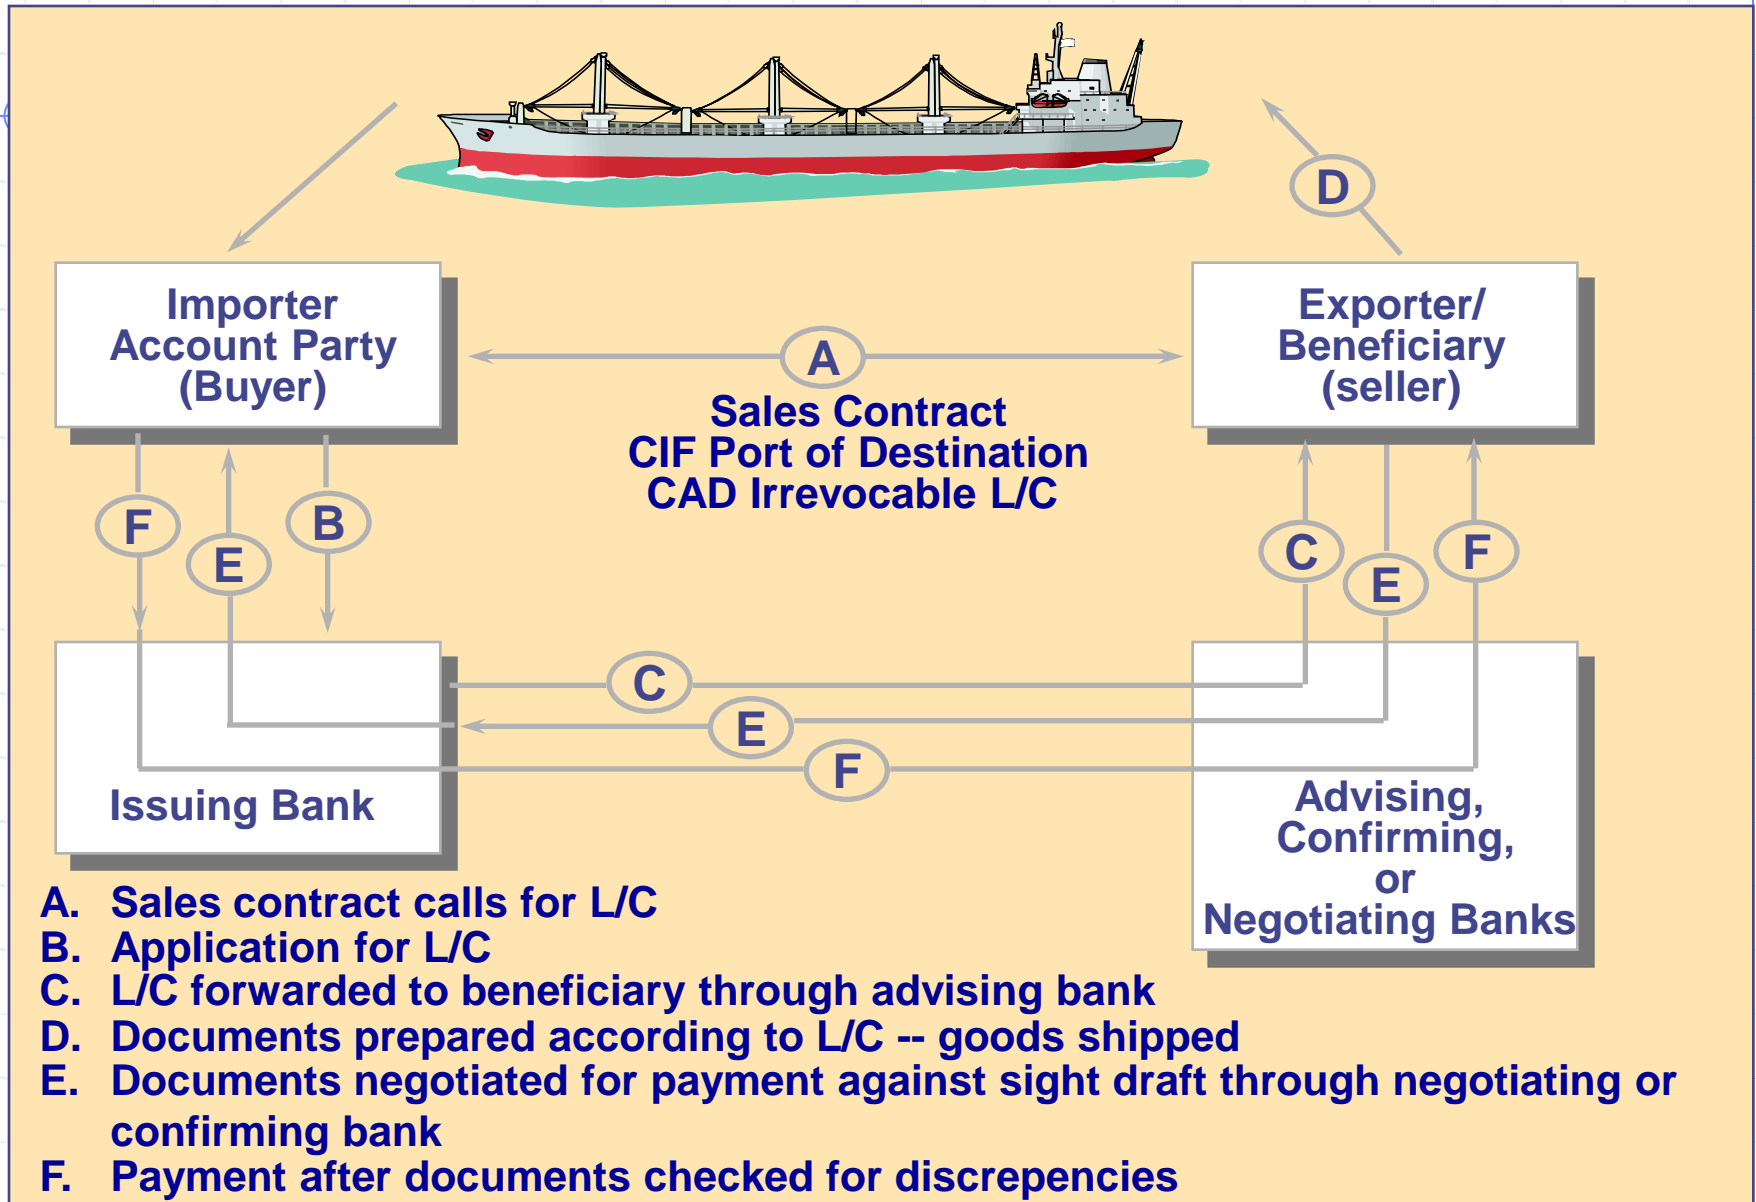 D
Importer
Account Party
(Buyer)
Exporter/
Beneficiary
(seller)
A
Sales Contract
CIF Port of Destination
CAD Irrevocable L/C
F
E
B
C
E
F
C
E
F
Issuing Bank
Advising,
Confirming,
or
Negotiating Banks
A. Sales contract calls for L/C
B. Application for L/C
C. L/C forwarded to beneficiary through advising bank
D. Documents prepared according to L/C -- goods shipped
E. Documents negotiated for payment against sight draft through negotiating or
confirming bank
F. Payment after documents checked for discrepencies